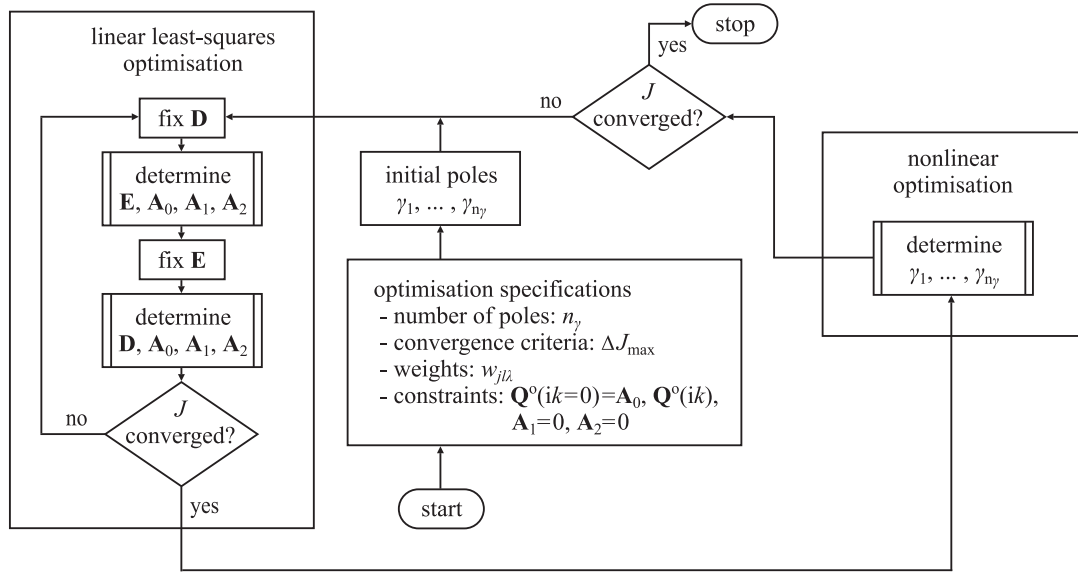 linear least-squares
optimisation
fix D
determine
E, A₀, A₁, A₂
fix E
determine
D, A₀, A₁, A₂
J
converged?
no
yes
stop
yes
J
converged?
no
initial poles
γ₁, ... , γₙᵧ
optimisation specifications
- number of poles: nᵧ
- convergence criteria: ΔJmax
- weights: wjlλ
- constraints: Qᵒ(ik=0)=A₀, Qᵒ(ik),
A₁=0, A₂=0
start
nonlinear
optimisation
determine
γ₁, ... , γₙᵧ